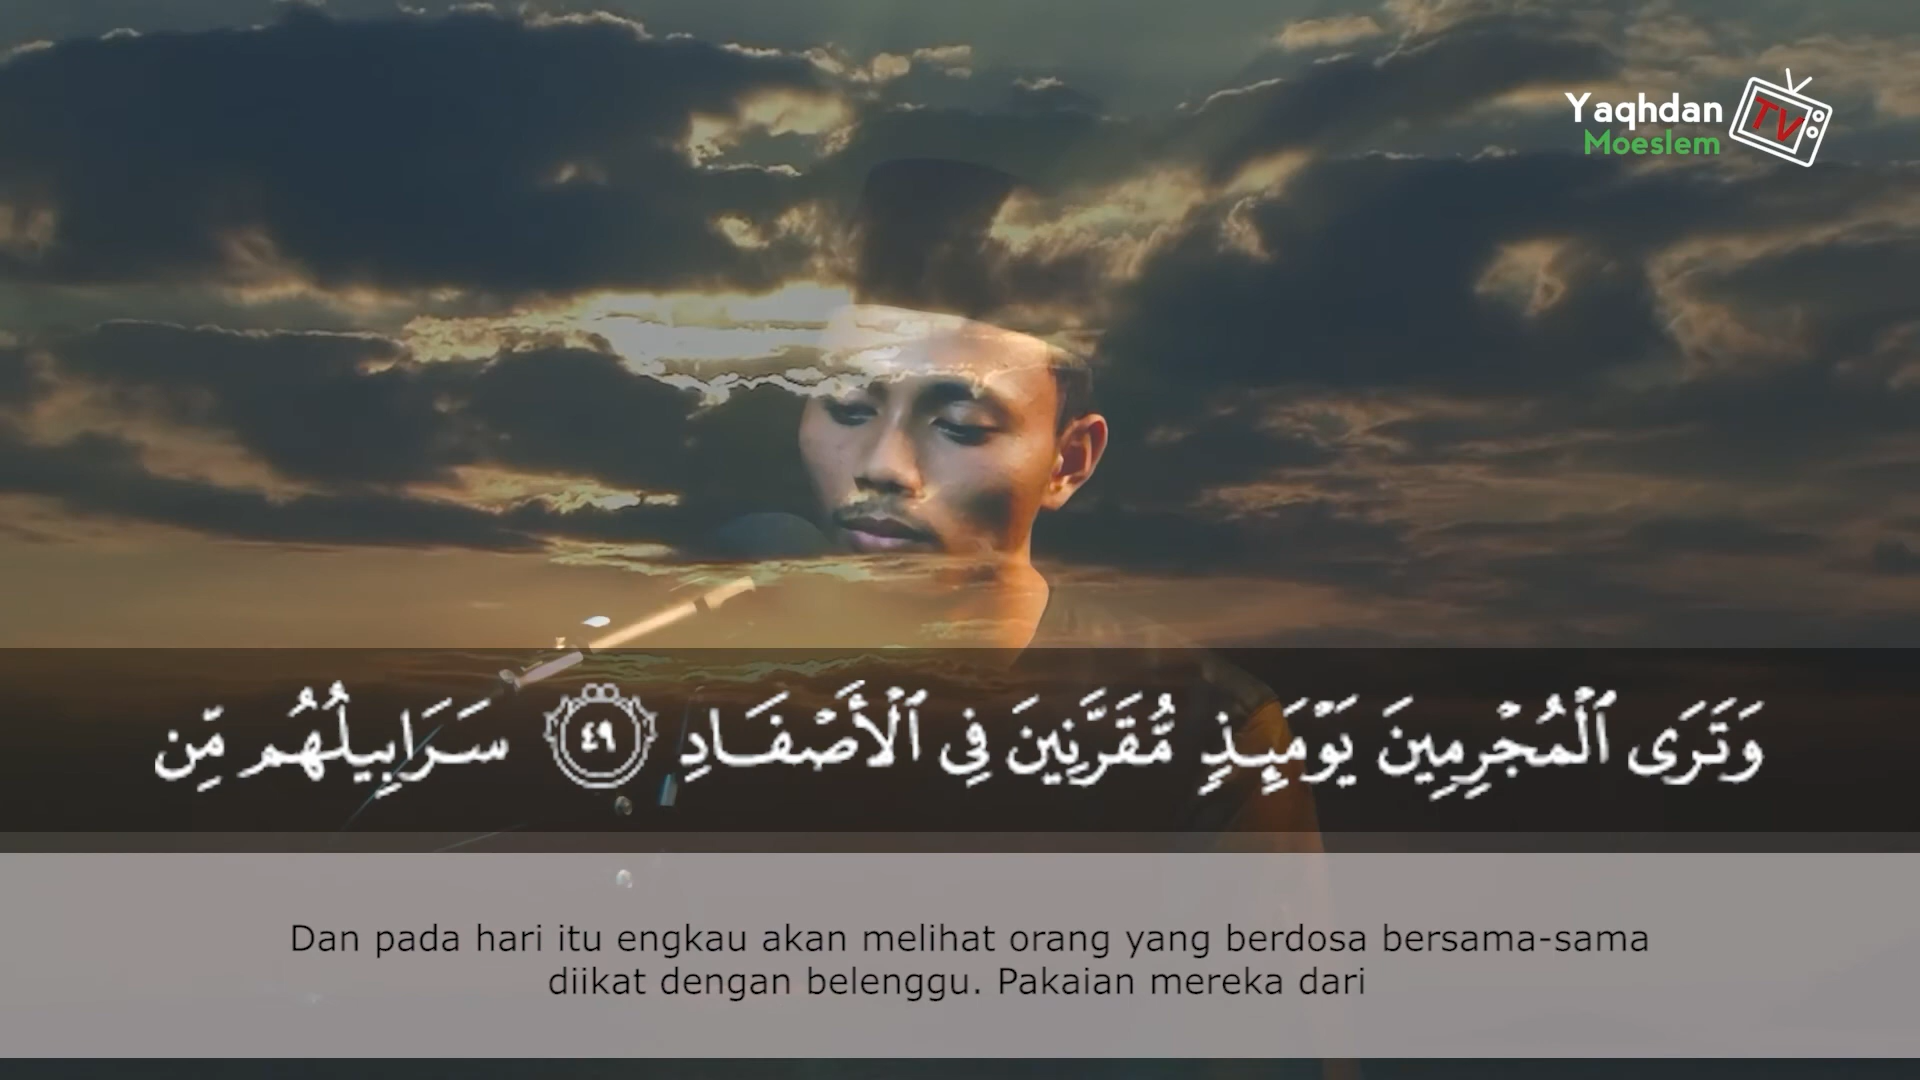 Yaqhdan
Moeslem
TV
وَتَرَى ٱلْمُجْرِمِينَ يَوْمَئِذٍ مُّقَرَّنِينَ فِى ٱلْأَصْفَادِ ٤٩ سَرَابِيلُهُم مِّن
Dan pada hari itu engkau akan melihat orang yang berdosa bersama-sama
diikat dengan belenggu. Pakaian mereka dari